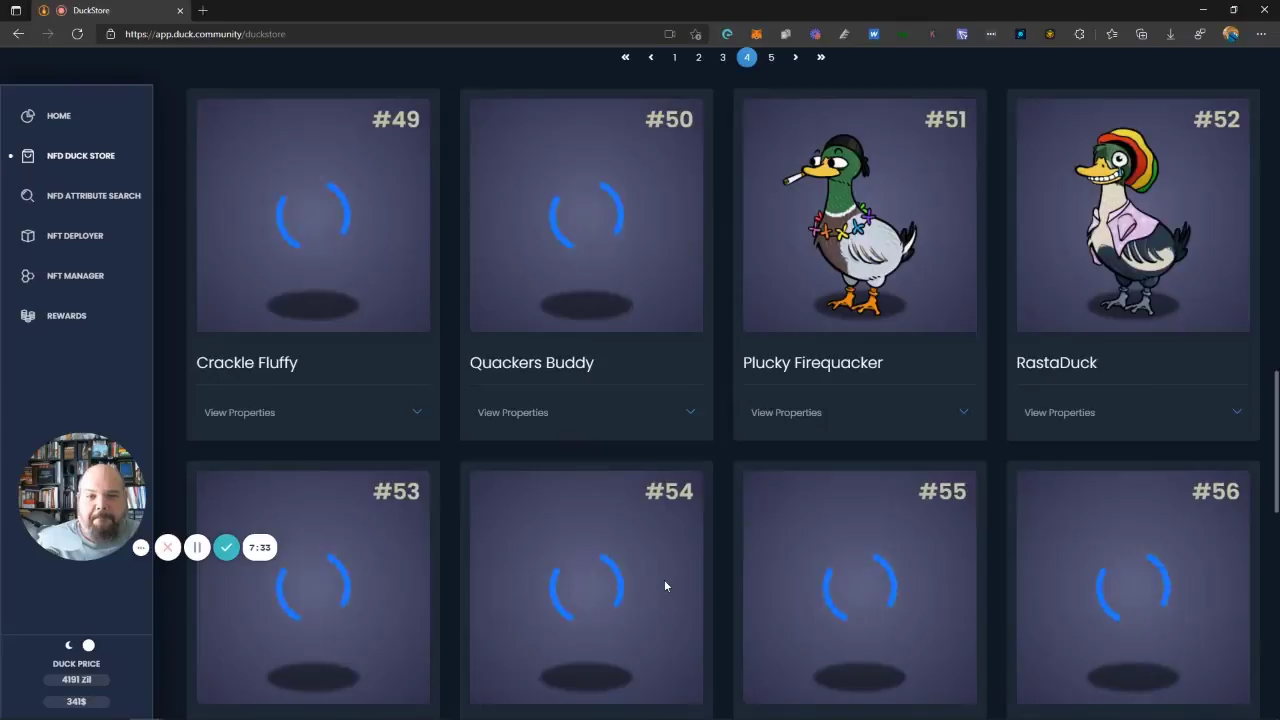 DuckStore
https://app.duck.community/duckstore
1 2 3 4 5
HOME
NFD DUCK STORE
NFD ATTRIBUTE SEARCH
NFT DEPLOYER
NFT MANAGER
REWARDS
#49
#50
#51
#52
Crackle Fluffy
Quackers Buddy
Plucky Firequacker
RastaDuck
View Properties
View Properties
View Properties
View Properties
#53
#54
#55
#56
7:33
DUCK PRICE
4191 Zil
341$